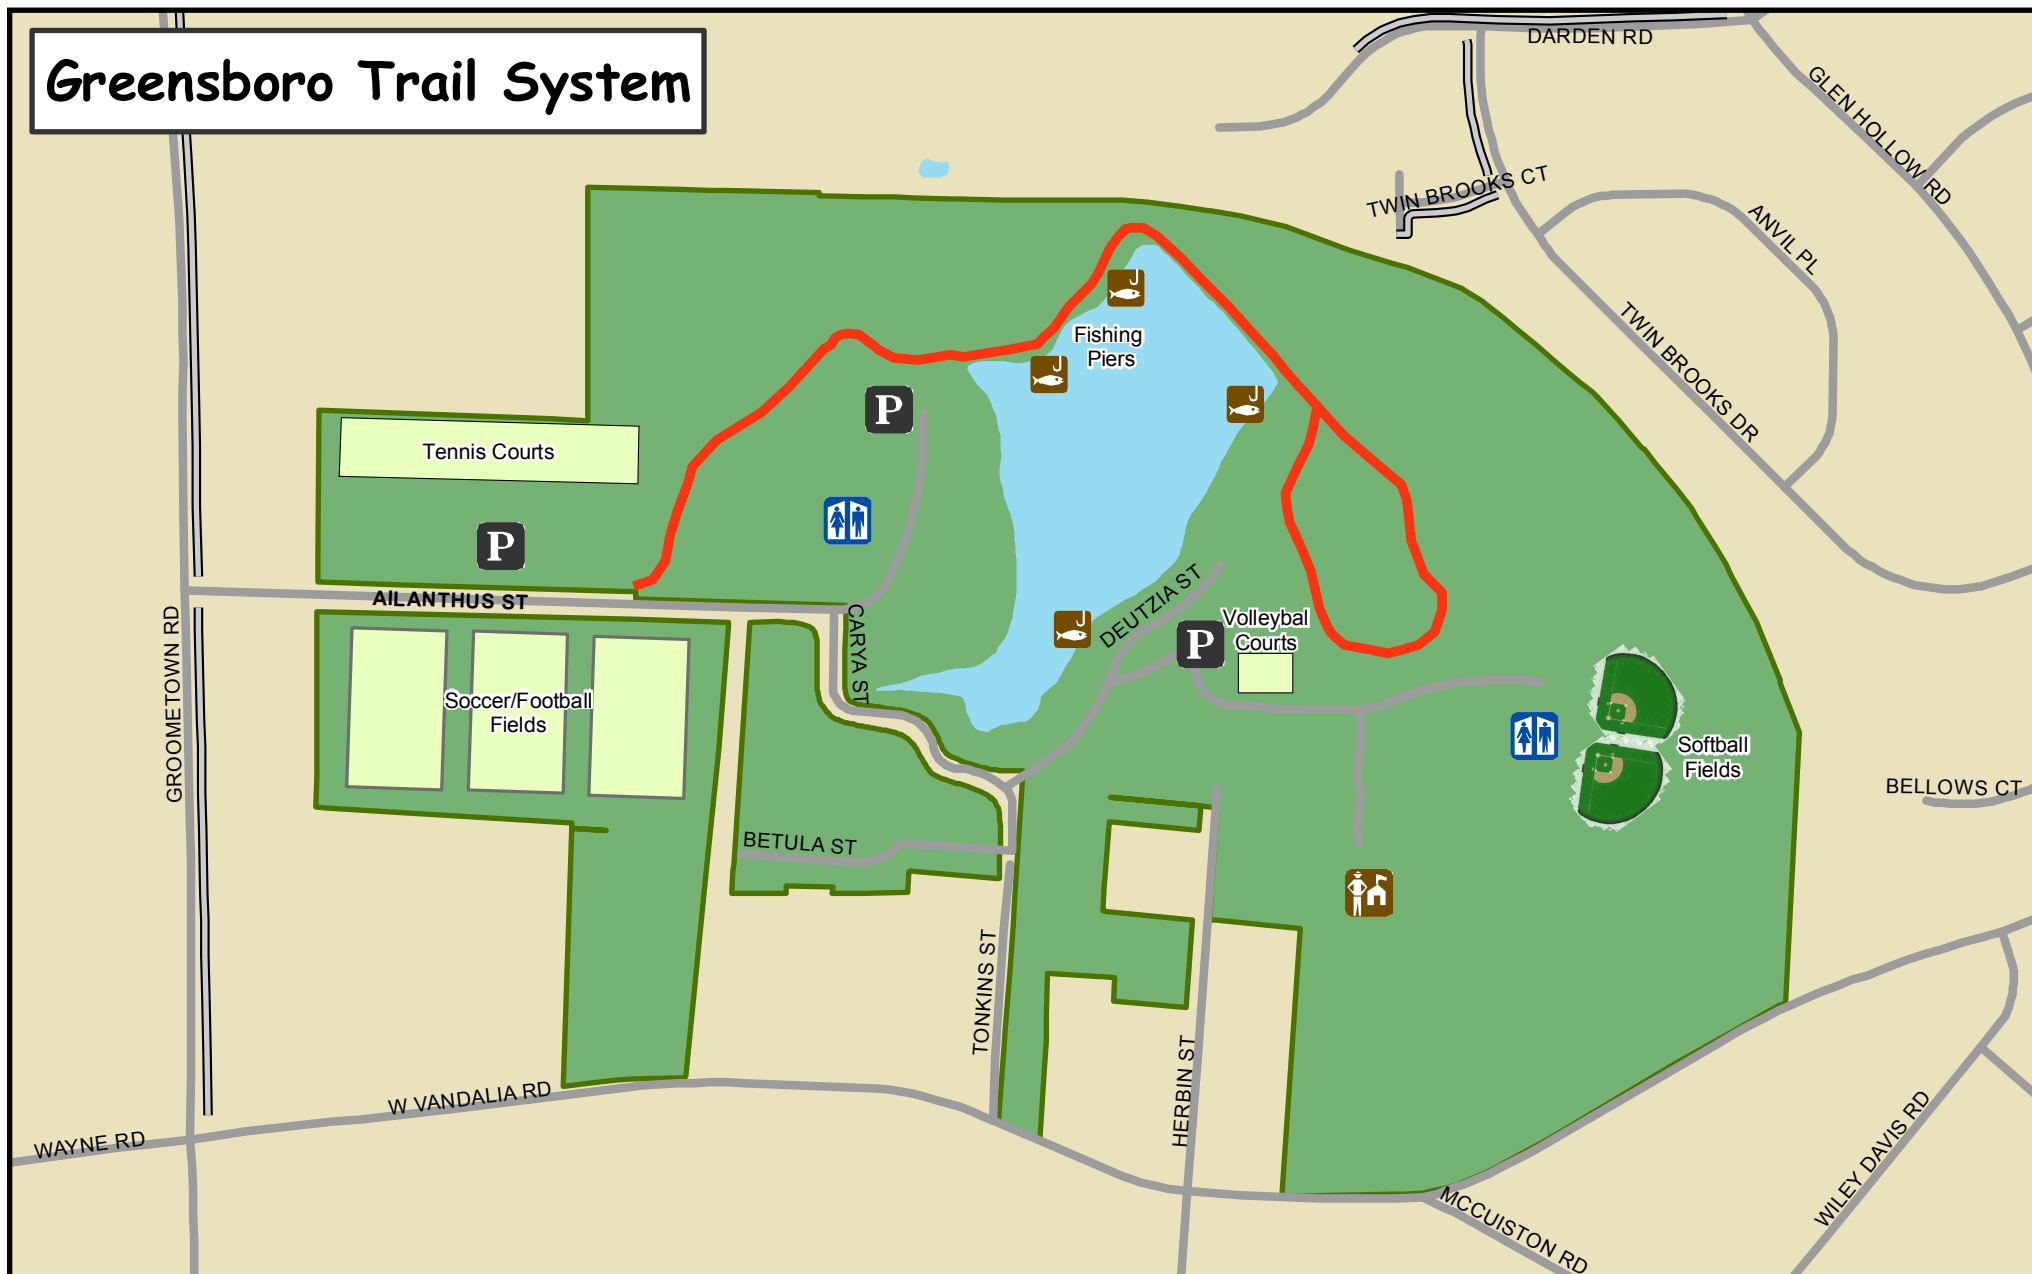 Greensboro Trail System
DARDEN RD
GLEN HOLLOW RD
TWIN BROOKS CT
ANVIL PL
TWIN BROOKS DR
Fishing
Piers
Tennis Courts
P
P
AILANTHUS ST
CARYA ST
DEUTZIA ST
P
Volleybal
Courts
GROOMETOWN RD
Soccer/Football
Fields
Softball
Fields
BELLOWS CT
BETULA ST
TONKINS ST
HERBIN ST
W VANDALIA RD
WAYNE RD
MCCUISTON RD
WILEY DAVIS RD